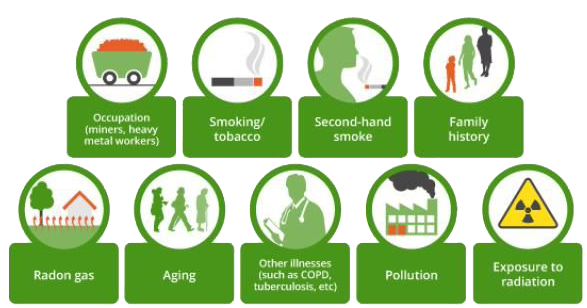 Occupation
(miners, heavy
metal workers)
Smoking/
tobacco
Second-hand
smoke
Family
history
Radon gas
Aging
Other illnesses
(such as COPD,
tuberculosis, etc)
Pollution
Exposure to
radiation